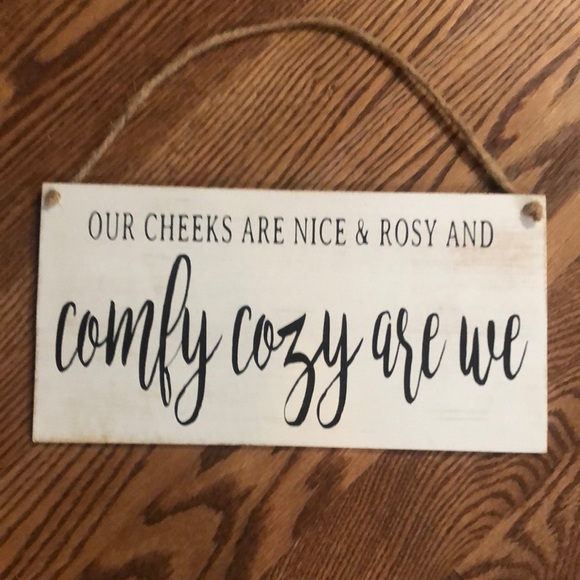 OUR CHEEKS ARE NICE & ROSY AND
comfy cozy are we